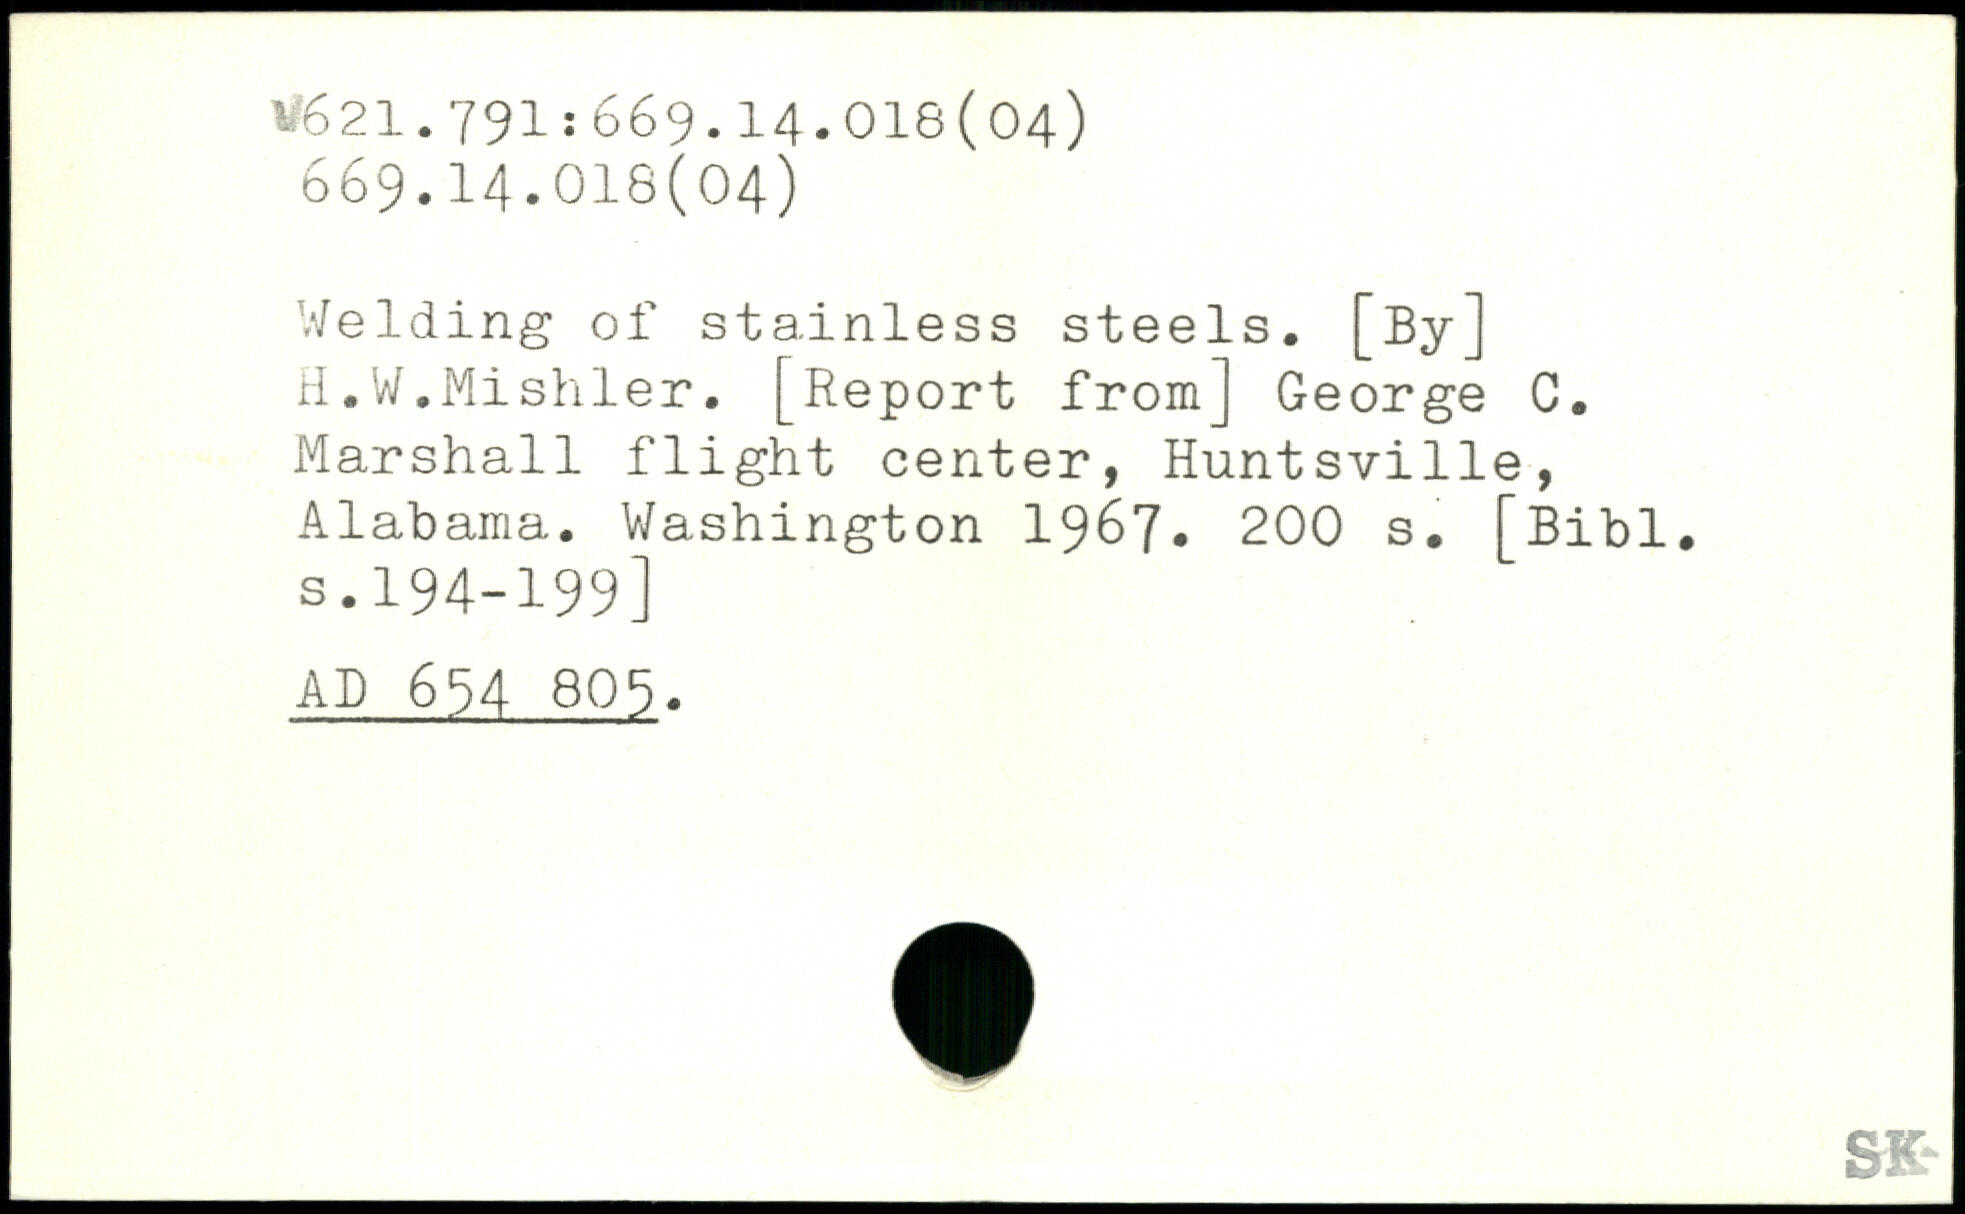 V621.791:669.14.018(04)
669.14.018(04)
Welding of stainless steels. [By]
H.W.Mishler. [Report from] George C.
Marshall flight center, Huntsville,
Alabama. Washington 1967. 200 s. [Bibl.
s.194-199]
AD 654 805.
SK